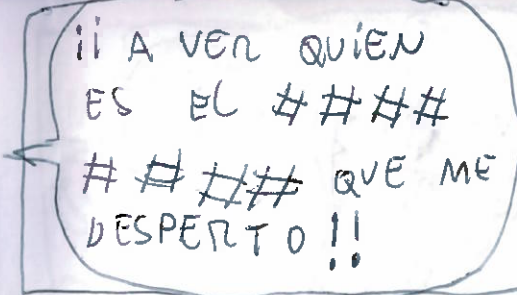 ¡¡ A VER QUiEN
ES EL ####
#### QUE ME
DESPERTO !!